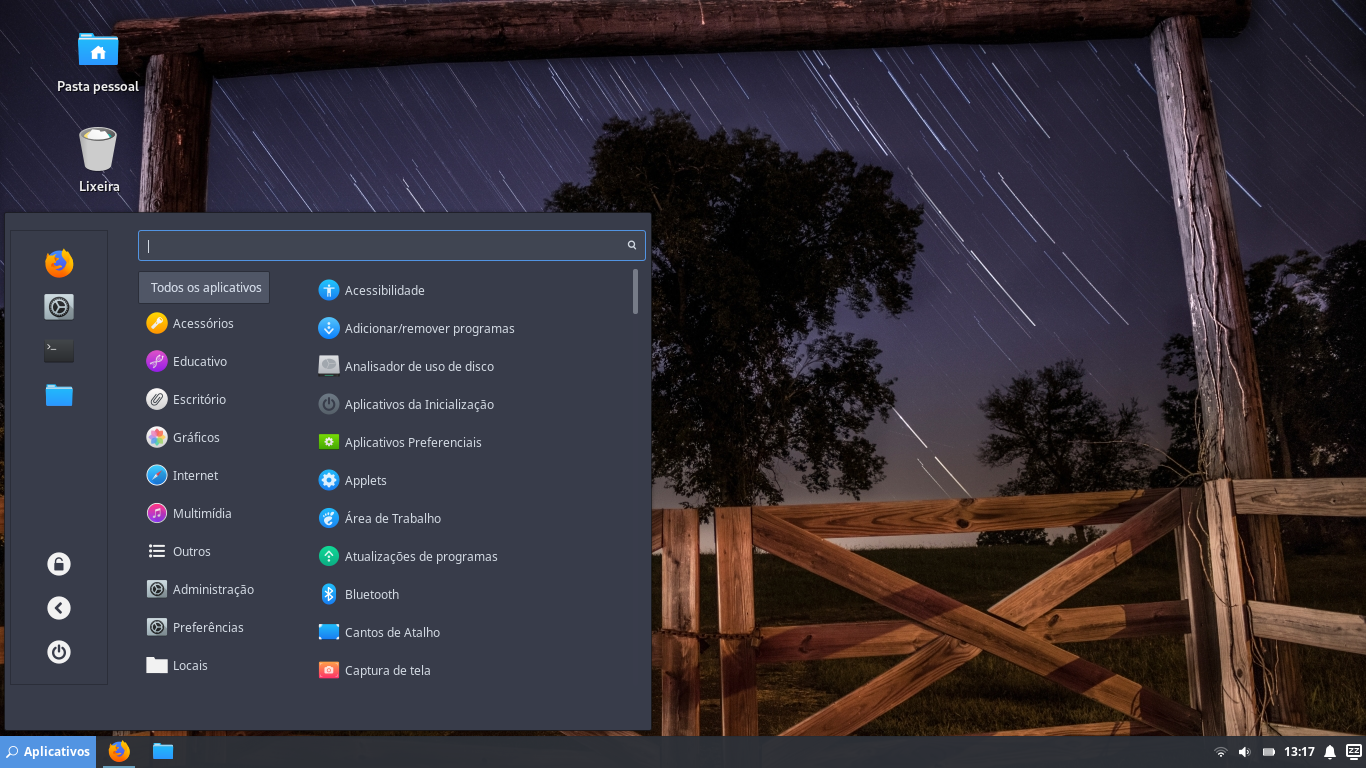 Pasta pessoal
Lixeira
Todos os aplicativos
Acessórios
Educativo
Escritório
Gráficos
Internet
Multimídia
Outros
Administração
Preferências
Locais
Acessibilidade
Adicionar/remover programas
Analisador de uso de disco
Aplicativos da Inicialização
Aplicativos Preferenciais
Applets
Área de Trabalho
Atualizações de programas
Bluetooth
Cantos de Atalho
Captura de tela
Aplicativos
13:17